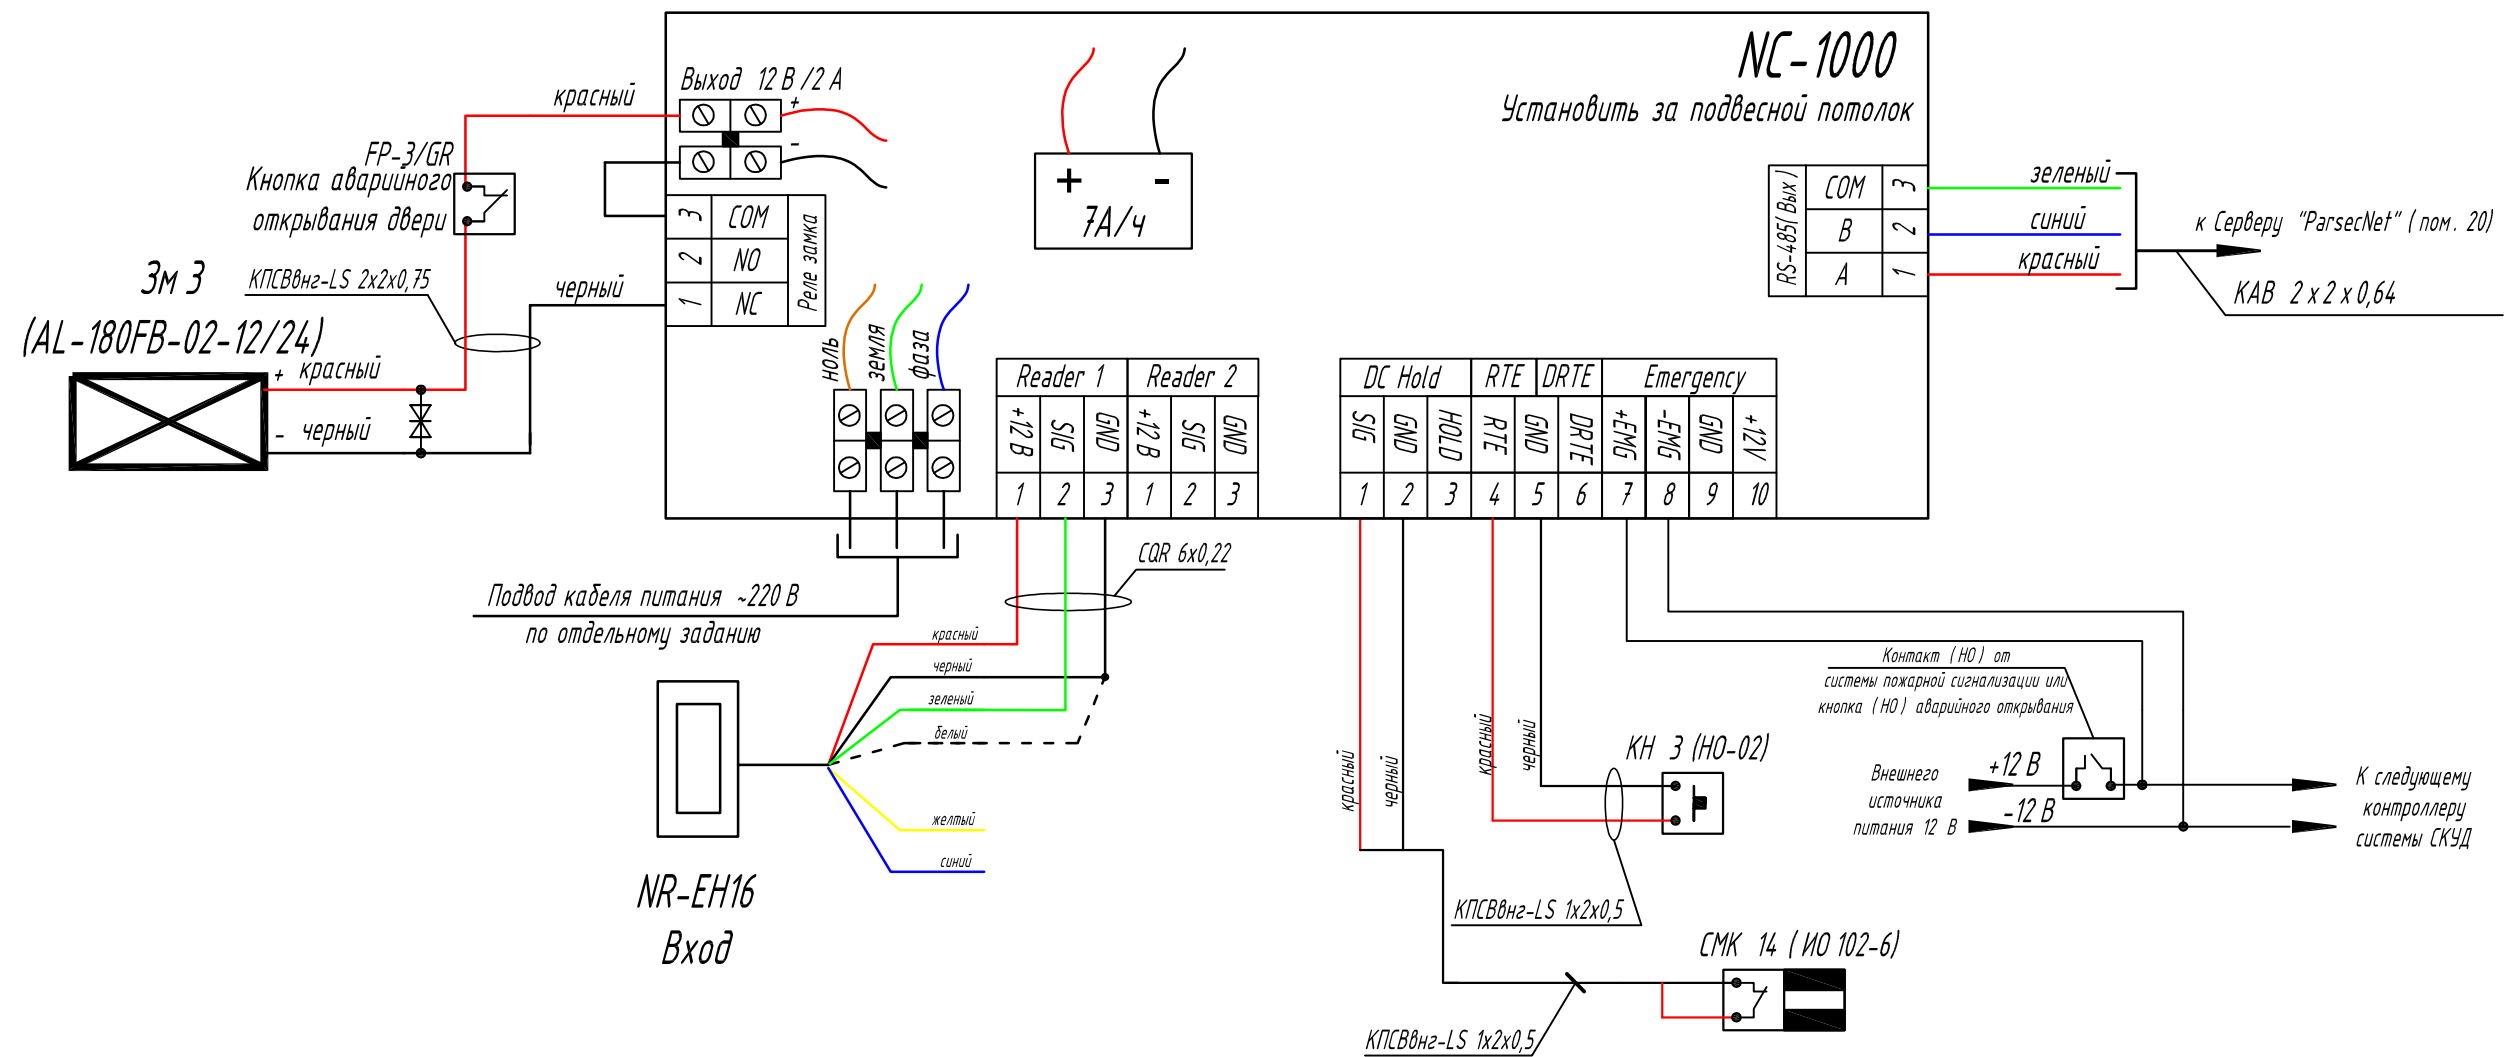 NC-1000
Установить за подвесной потолок
Выход 12 В /2 А
+
-
красный
FP-3/GR
Кнопка аварийного
открывания двери
КПСВВнг-LS 2х2х0,75
Зм 3
(AL-180FB-02-12/24)
+ красный
- черный
черный
3 COM
2 NO
1 NC
Реле замка
+ -
7А/ч
RS-485(Вых)
COM 3
B 2
A 1
зеленый
синий
красный
к Серверу "ParsecNet" (пом. 20)
КАВ 2 х 2 х 0,64
ноль
земля
фаза
Reader 1 Reader 2
+12 В SIG GND +12 В SIG GND
1 2 3 1 2 3
DC Hold RTE DRTE Emergency
SIG GND HOLD RTE GND DRTE +EMG -EMG GND +12V
1 2 3 4 5 6 7 8 9 10
CQR 6х0,22
Подвод кабеля питания ~220 В
по отдельному заданию
красный
черный
зеленый
белый
желтый
синий
NR-EH16
Вход
красный
черный
красный
черный
КН 3 (НО-02)
КПСВВнг-LS 1х2х0,5
СМК 14 (ИО 102-6)
КПСВВнг-LS 1х2х0,5
Контакт (НО) от
системы пожарной сигнализации или
кнопка (НО) аварийного открывания
Внешнего
источника
питания 12 В
+12 В
-12 В
К следующему
контроллеру
системы СКУД